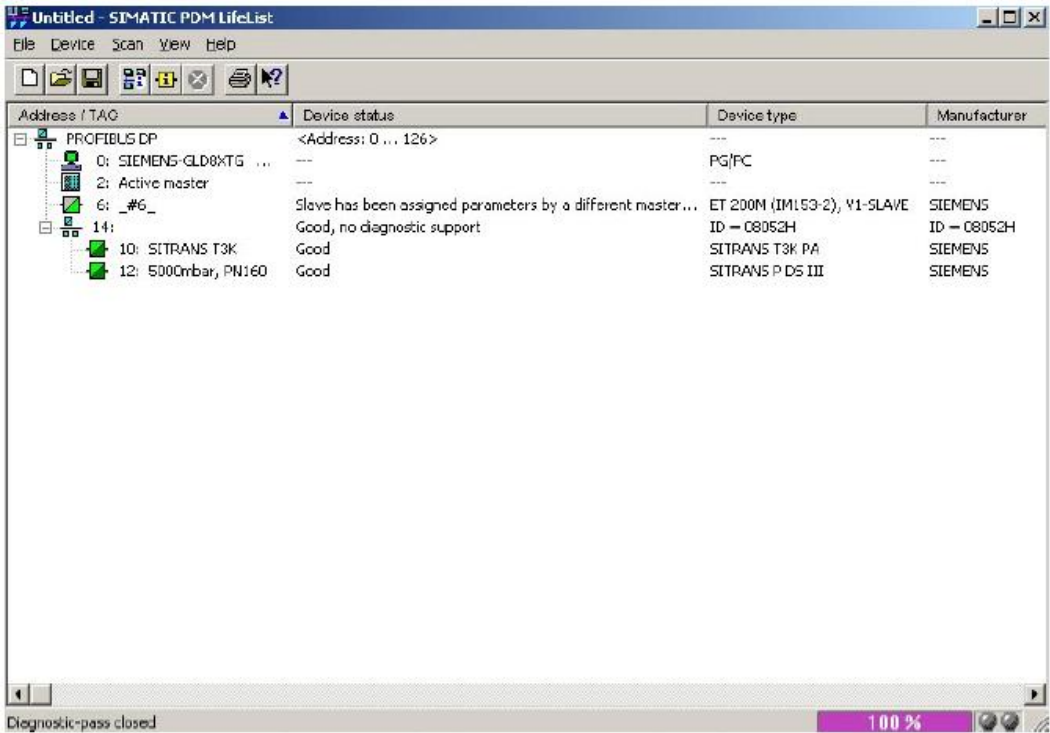 Untitled - SIMATIC PDM LifeList
File Device Scan View Help
Address / TAG Device status Device type Manufacturer
PROFIBUS DP <Address: 0 ... 126> --- ---
0: SIEMENS-GLD8XTG ... --- PG/PC ---
2: Active master --- --- ---
6: _#6_ Slave has been assigned parameters by a different master... ET 200M (IM153-2), V1-SLAVE SIEMENS
14: Good, no diagnostic support ID = 08052H ID = 08052H
10: SITRANS T3K Good SITRANS T3K PA SIEMENS
12: 5000mbar, PN160 Good SITRANS P DS III SIEMENS
Diagnostic-pass closed 100 %